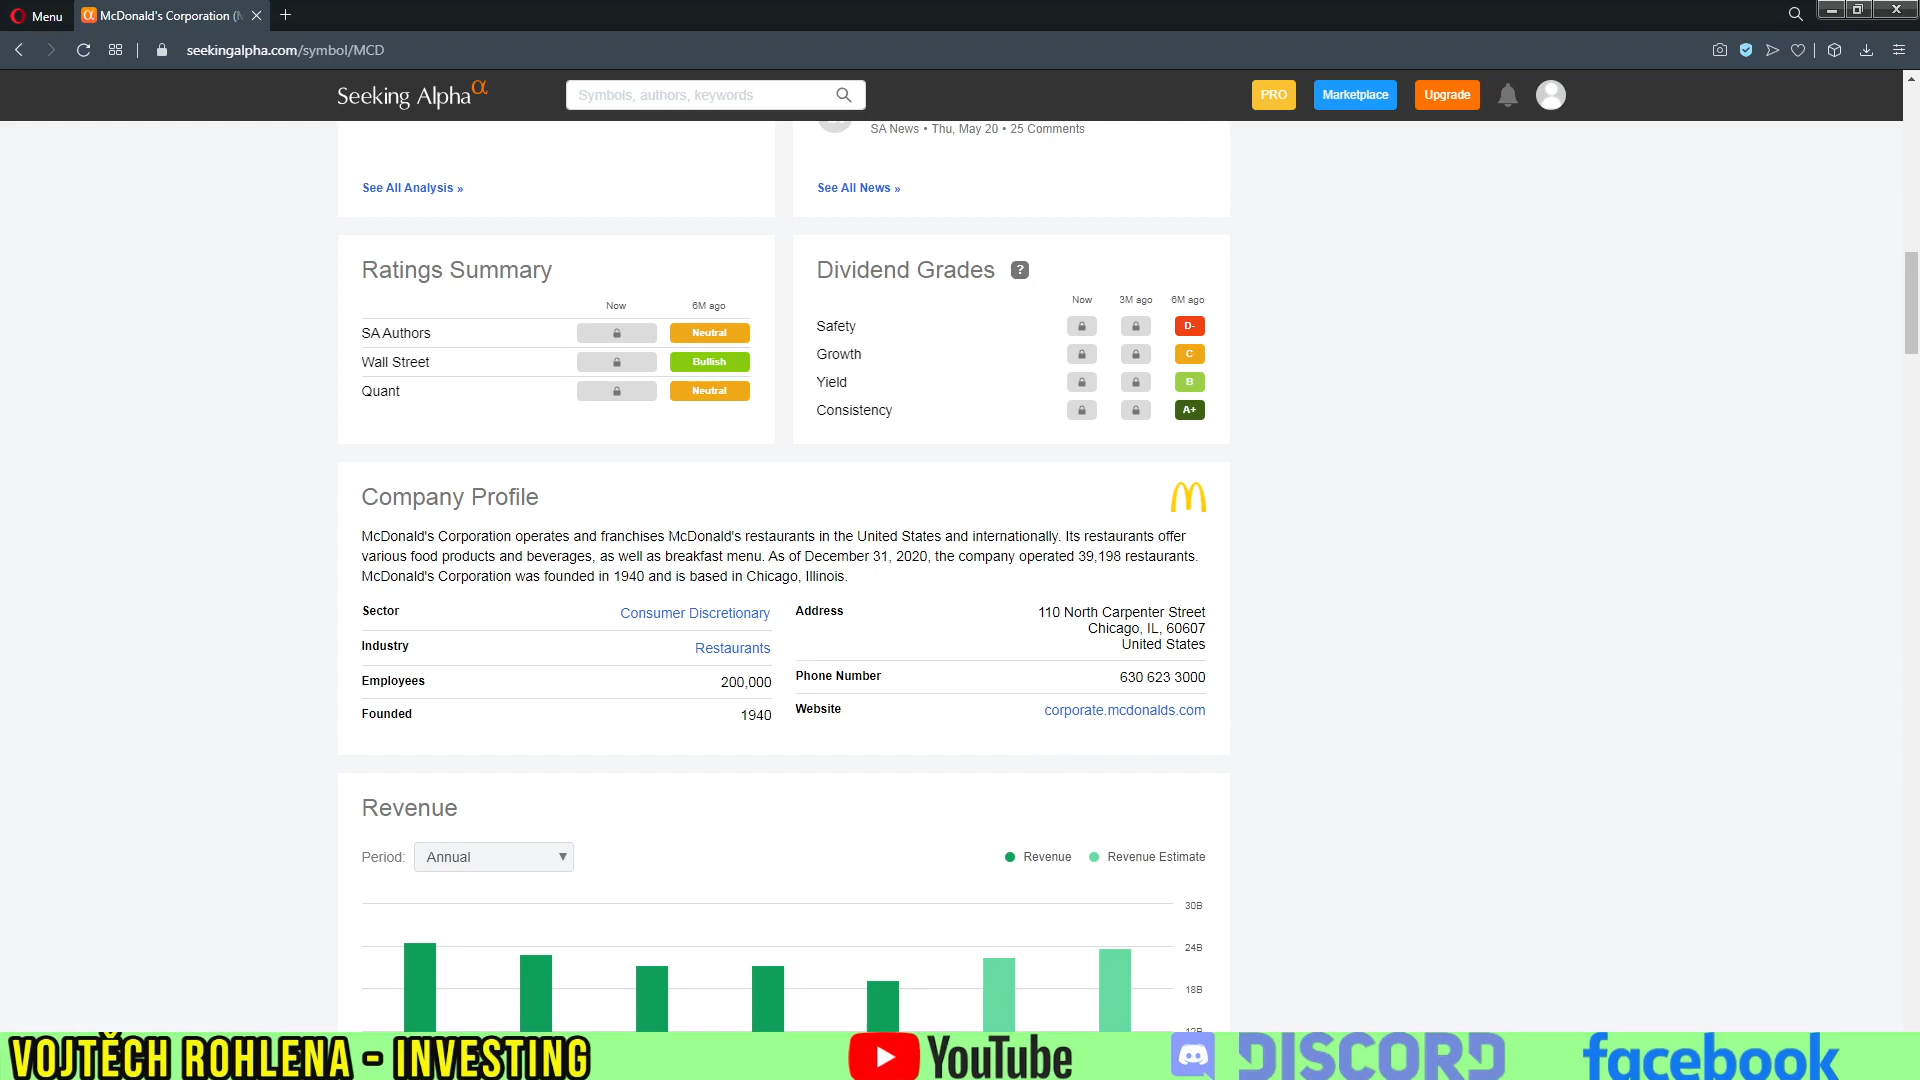 Menu
McDonald's Corporation (M
seekingalpha.com/symbol/MCD
Seeking Alpha α
Symbols, authors, keywords
PRO
Marketplace
Upgrade
SA News • Thu, May 20 • 25 Comments
See All Analysis »
See All News »
Ratings Summary
Now 6M ago
SA Authors Neutral
Wall Street Bullish
Quant Neutral
Dividend Grades ?
Now 3M ago 6M ago
Safety D-
Growth C
Yield B
Consistency A+
Company Profile
McDonald's Corporation operates and franchises McDonald's restaurants in the United States and internationally. Its restaurants offer
various food products and beverages, as well as breakfast menu. As of December 31, 2020, the company operated 39,198 restaurants.
McDonald's Corporation was founded in 1940 and is based in Chicago, Illinois.
Sector Consumer Discretionary
Industry Restaurants
Employees 200,000
Founded 1940
Address 110 North Carpenter Street
Chicago, IL, 60607
United States
Phone Number 630 623 3000
Website corporate.mcdonalds.com
Revenue
Period: Annual
Revenue Revenue Estimate
30B
24B
18B
12B
VOJTĚCH ROHLENA - INVESTING
YouTube
DISCORD
facebook